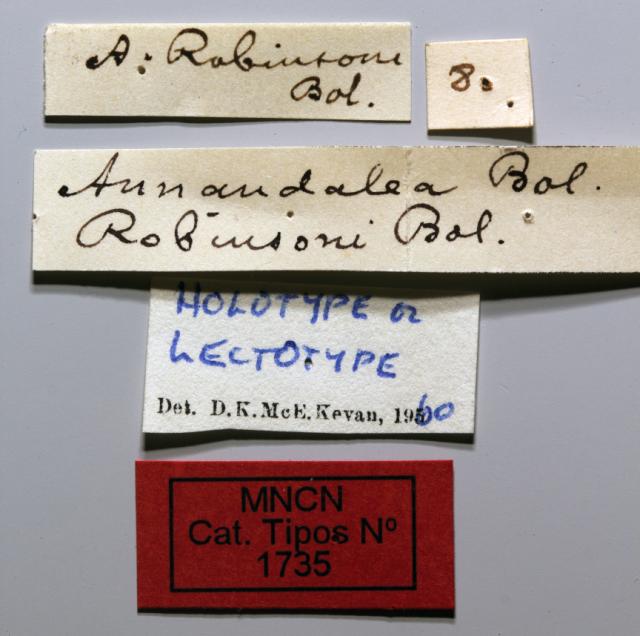 A. Robinsoni
Bol.
8.
Annandalea Bol.
Robinsoni Bol.
HOLOTYPE or
LECTOTYPE
Det. D. K. McE. Kevan, 1960
MNCN
Cat. Tipos Nº
1735